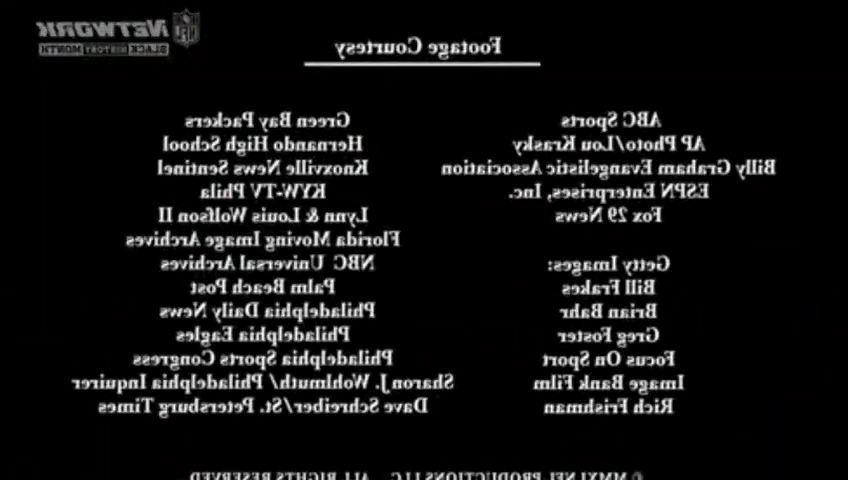 NFL NETWORK
BLACK HISTORY MONTH
Footage Courtesy
ABC Sports
AP Photo/Lou Krasky
Billy Graham Evangelistic Association
ESPN Enterprises, Inc.
Fox 29 News
Getty Images:
Bill Frakes
Brian Bahr
Greg Foster
Focus On Sport
Image Bank Film
Rich Frishman
Green Bay Packers
Hernando High School
Knoxville News Sentinel
KYW-TV Phila
Lynn & Louis Wolfson II
Florida Moving Image Archives
NBC Universal Archives
Palm Beach Post
Philadelphia Daily News
Philadelphia Eagles
Philadelphia Sports Congress
Sharon J. Wohlmuth/ Philadelphia Inquirer
Dave Schreiber/St. Petersburg Times
© MMXI NFL PRODUCTIONS LLC ALL RIGHTS RESERVED